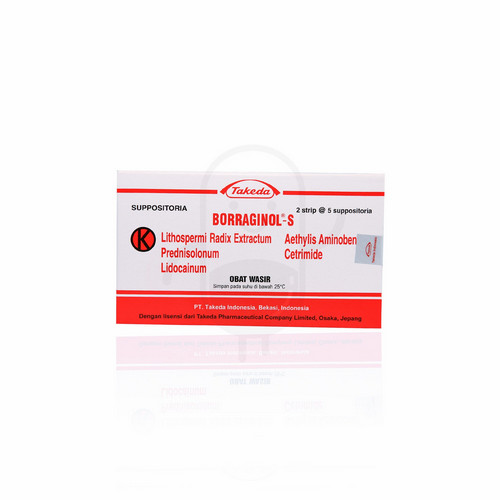 Takeda
SUPPOSITORIA
2 strip @ 5 suppositoria
BORRAGINOL®-S
K
Lithospermi Radix Extractum
Prednisolonum
Lidocainum
Aethylis Aminoben
Cetrimide
OBAT WASIR
Simpan pada suhu di bawah 25°C
PT. Takeda Indonesia, Bekasi, Indonesia
Dengan lisensi dari Takeda Pharmaceutical Company Limited, Osaka, Jepang